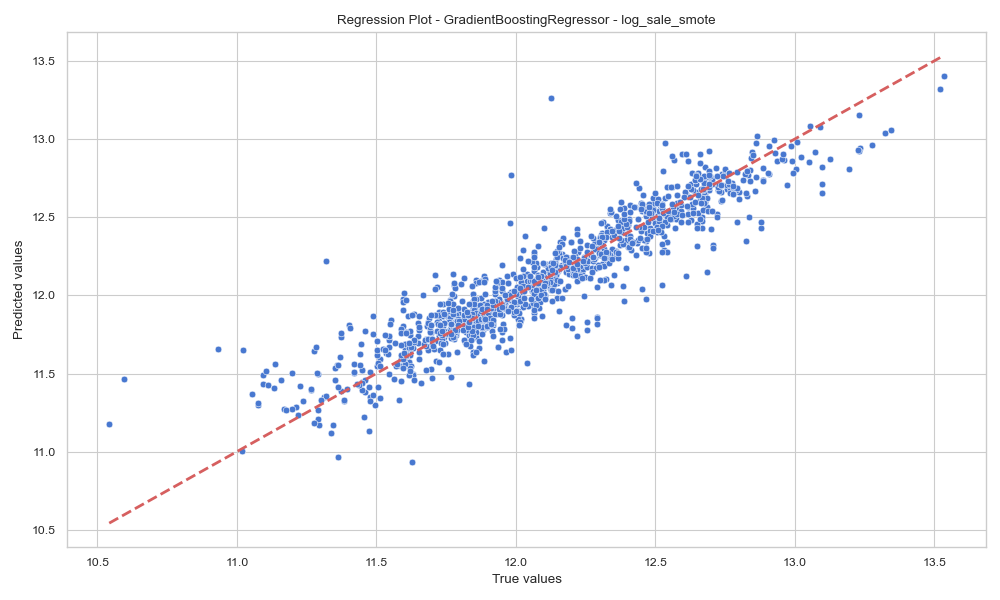 Regression Plot - GradientBoostingRegressor - log_sale_smote
Predicted values
13.5
13.0
12.5
12.0
11.5
11.0
10.5
10.5 11.0 11.5 12.0 12.5 13.0 13.5
True values